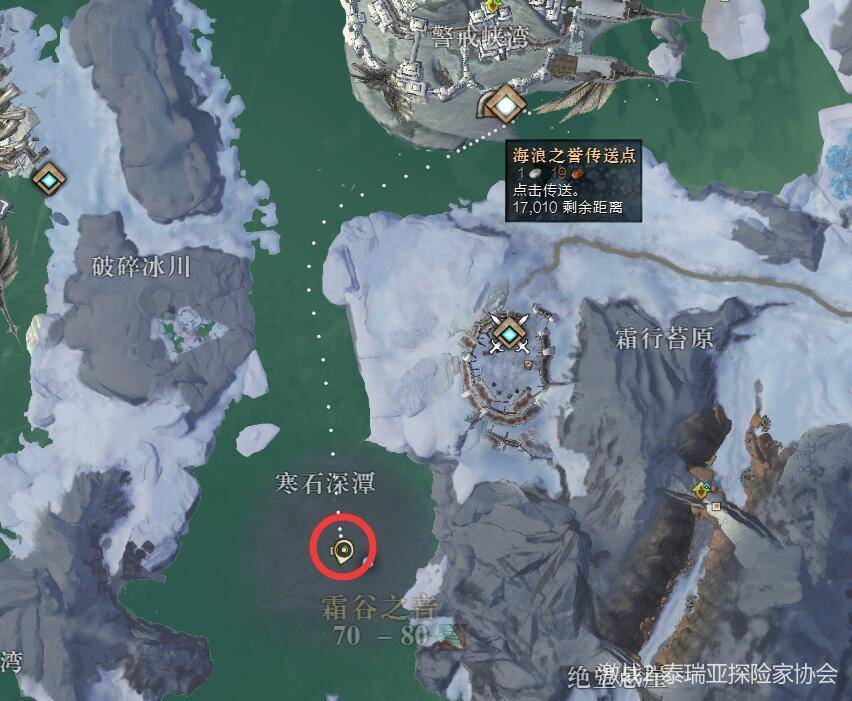 警戒峡湾
海浪之誉传送点
1 19
点击传送。
17,010 剩余距离
破碎冰川
霜行苔原
寒石深潭
霜谷之音
70 - 80
湾
激战2 泰瑞亚探险家协会